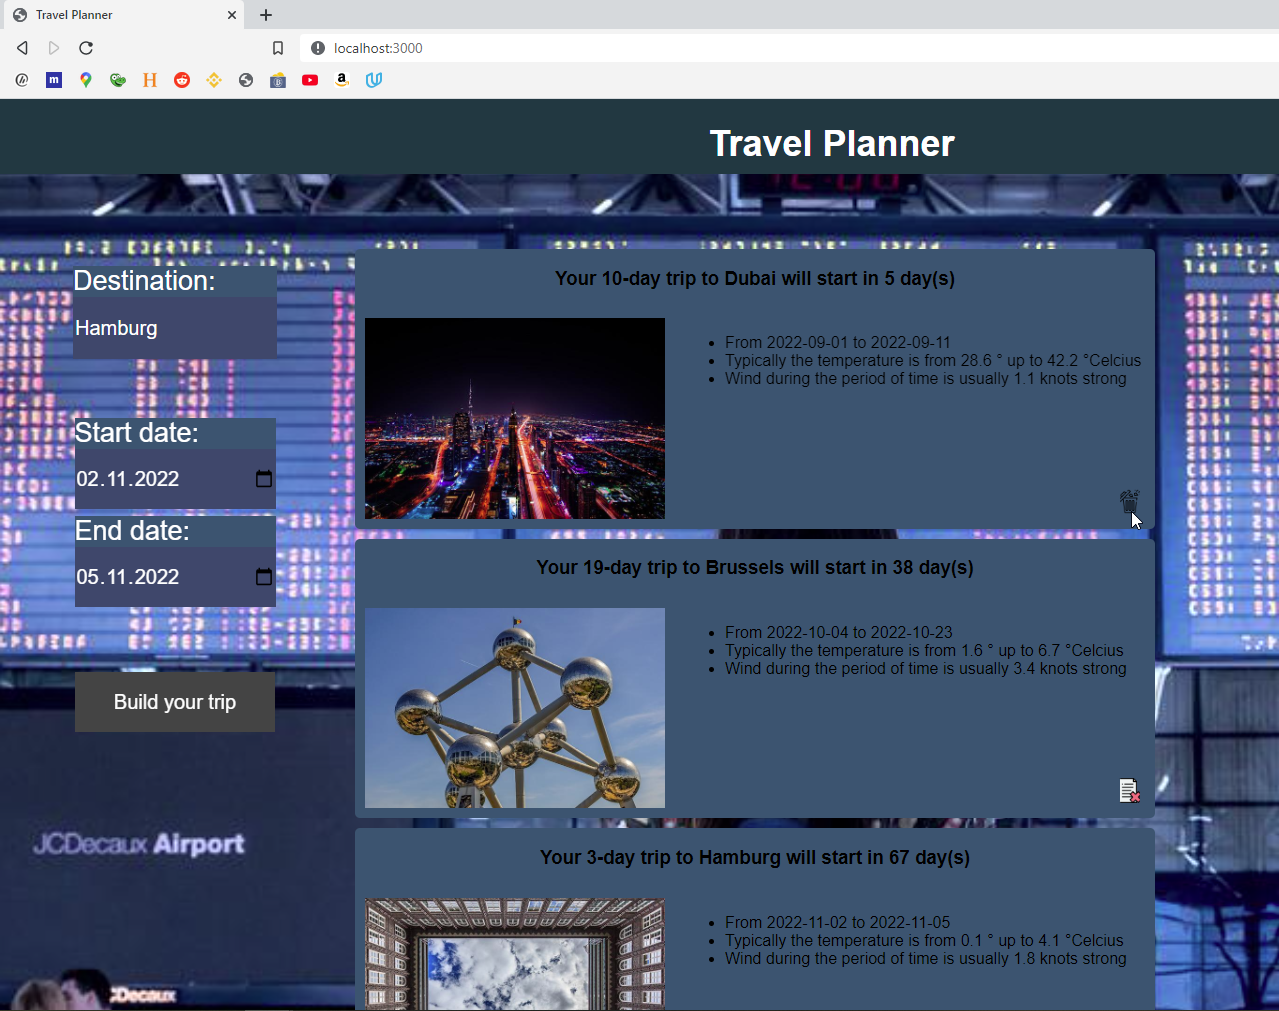 Travel Planner
localhost:3000
m
H
a
Travel Planner
12:00
Destination:
Hamburg
Start date:
02.11.2022
End date:
05.11.2022
Build your trip
Your 10-day trip to Dubai will start in 5 day(s)
From 2022-09-01 to 2022-09-11
Typically the temperature is from 28.6 ° up to 42.2 °Celcius
Wind during the period of time is usually 1.1 knots strong
Your 19-day trip to Brussels will start in 38 day(s)
From 2022-10-04 to 2022-10-23
Typically the temperature is from 1.6 ° up to 6.7 °Celcius
Wind during the period of time is usually 3.4 knots strong
Your 3-day trip to Hamburg will start in 67 day(s)
From 2022-11-02 to 2022-11-05
Typically the temperature is from 0.1 ° up to 4.1 °Celcius
Wind during the period of time is usually 1.8 knots strong
JCDecaux Airport
JCDecaux